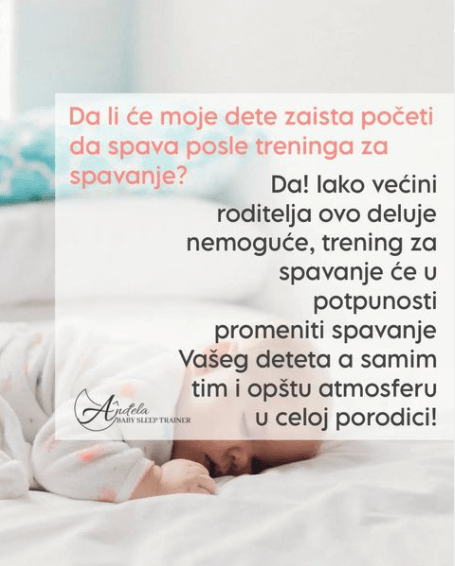 Da li će moje dete zaista početi
da spava posle treninga za
spavanje?
Da! Iako većini
roditelja ovo deluje
nemoguće, trening za
spavanje će u
potpunosti
promeniti spavanje
Vašeg deteta a samim
tim i opštu atmosferu
u celoj porodici!
Anđela
BABY SLEEP TRAINER